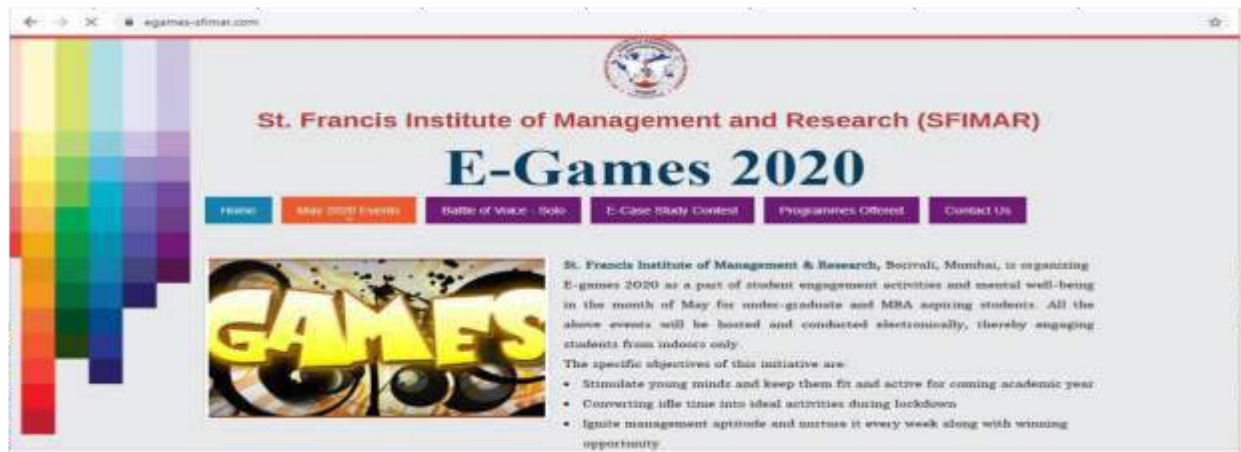 egames-sfimar.com
St. Francis Institute of Management and Research (SFIMAR)
E-Games 2020
Home May 2020 Events Battle of Voice - Solo E-Case Study Contest Programmes Offered Contact Us
GAMES
St. Francis Institute of Management & Research, Borivali, Mumbai, is organizing
E-games 2020 as a part of student engagement activities and mental well-being
in the month of May for under-graduate and MBA aspiring students. All the
above events will be hosted and conducted electronically, thereby engaging
students from indoors only.
The specific objectives of this initiative are
• Stimulate young minds and keep them fit and active for coming academic year
• Converting idle time into ideal activities during lockdown
• Ignite management aptitude and nurture it every week along with winning
opportunity